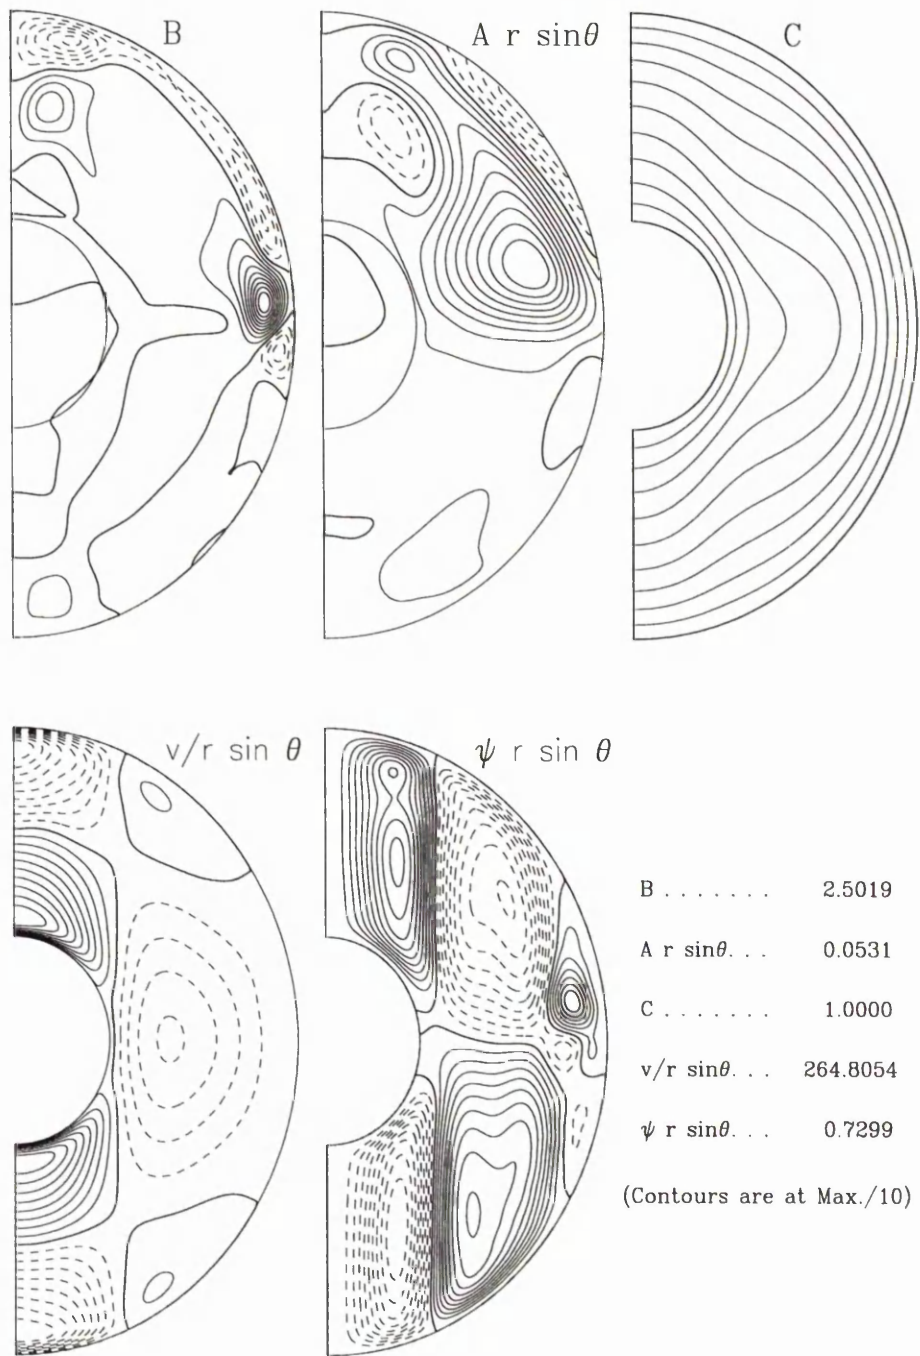 B
A r sinθ
C
v/r sin θ
ψ r sin θ
B . . . . . . . 2.5019
A r sinθ. . . 0.0531
C . . . . . . . 1.0000
v/r sinθ. . . 264.8054
ψ r sinθ. . . 0.7299
(Contours are at Max./10)